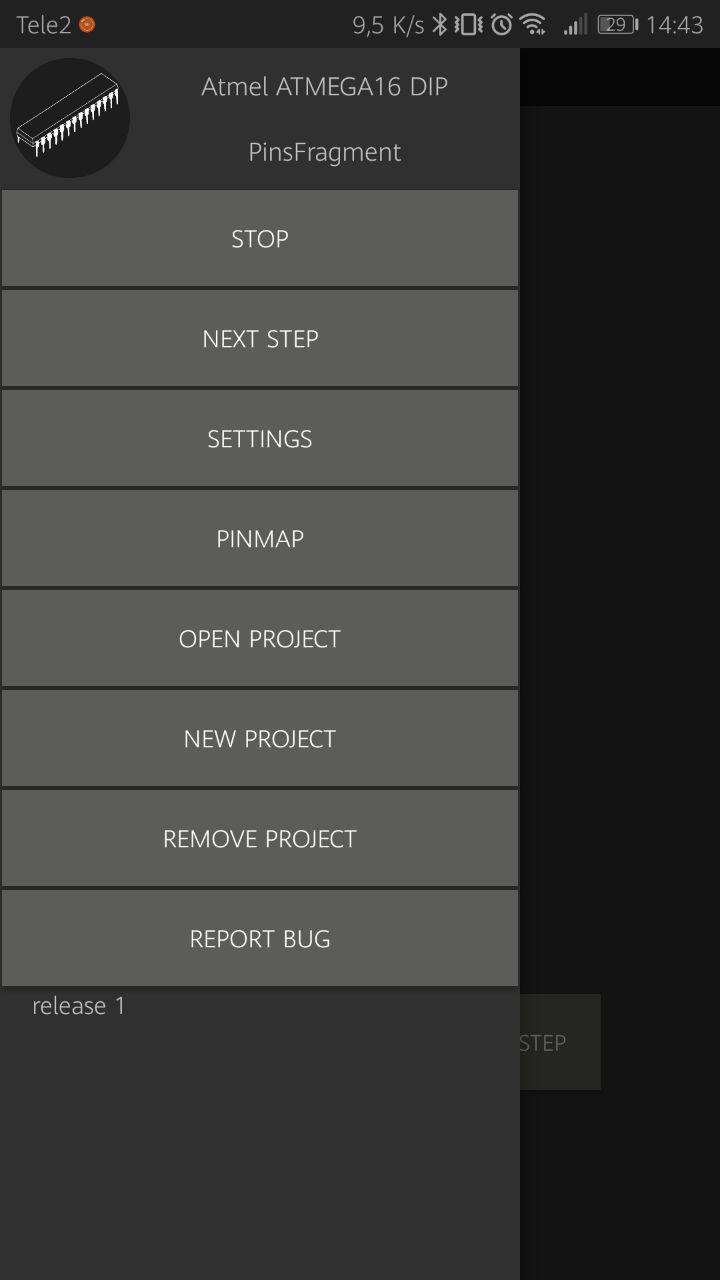 Tele2 9,5 K/s 29 14:43
Atmel ATMEGA16 DIP
PinsFragment
STOP
NEXT STEP
SETTINGS
PINMAP
OPEN PROJECT
NEW PROJECT
REMOVE PROJECT
REPORT BUG
release 1
STEP